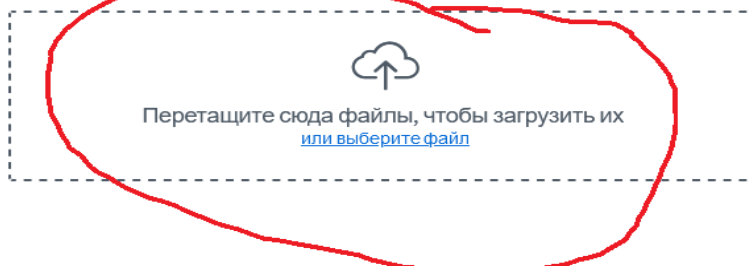 Перетащите сюда файлы, чтобы загрузить их
или выберите файл